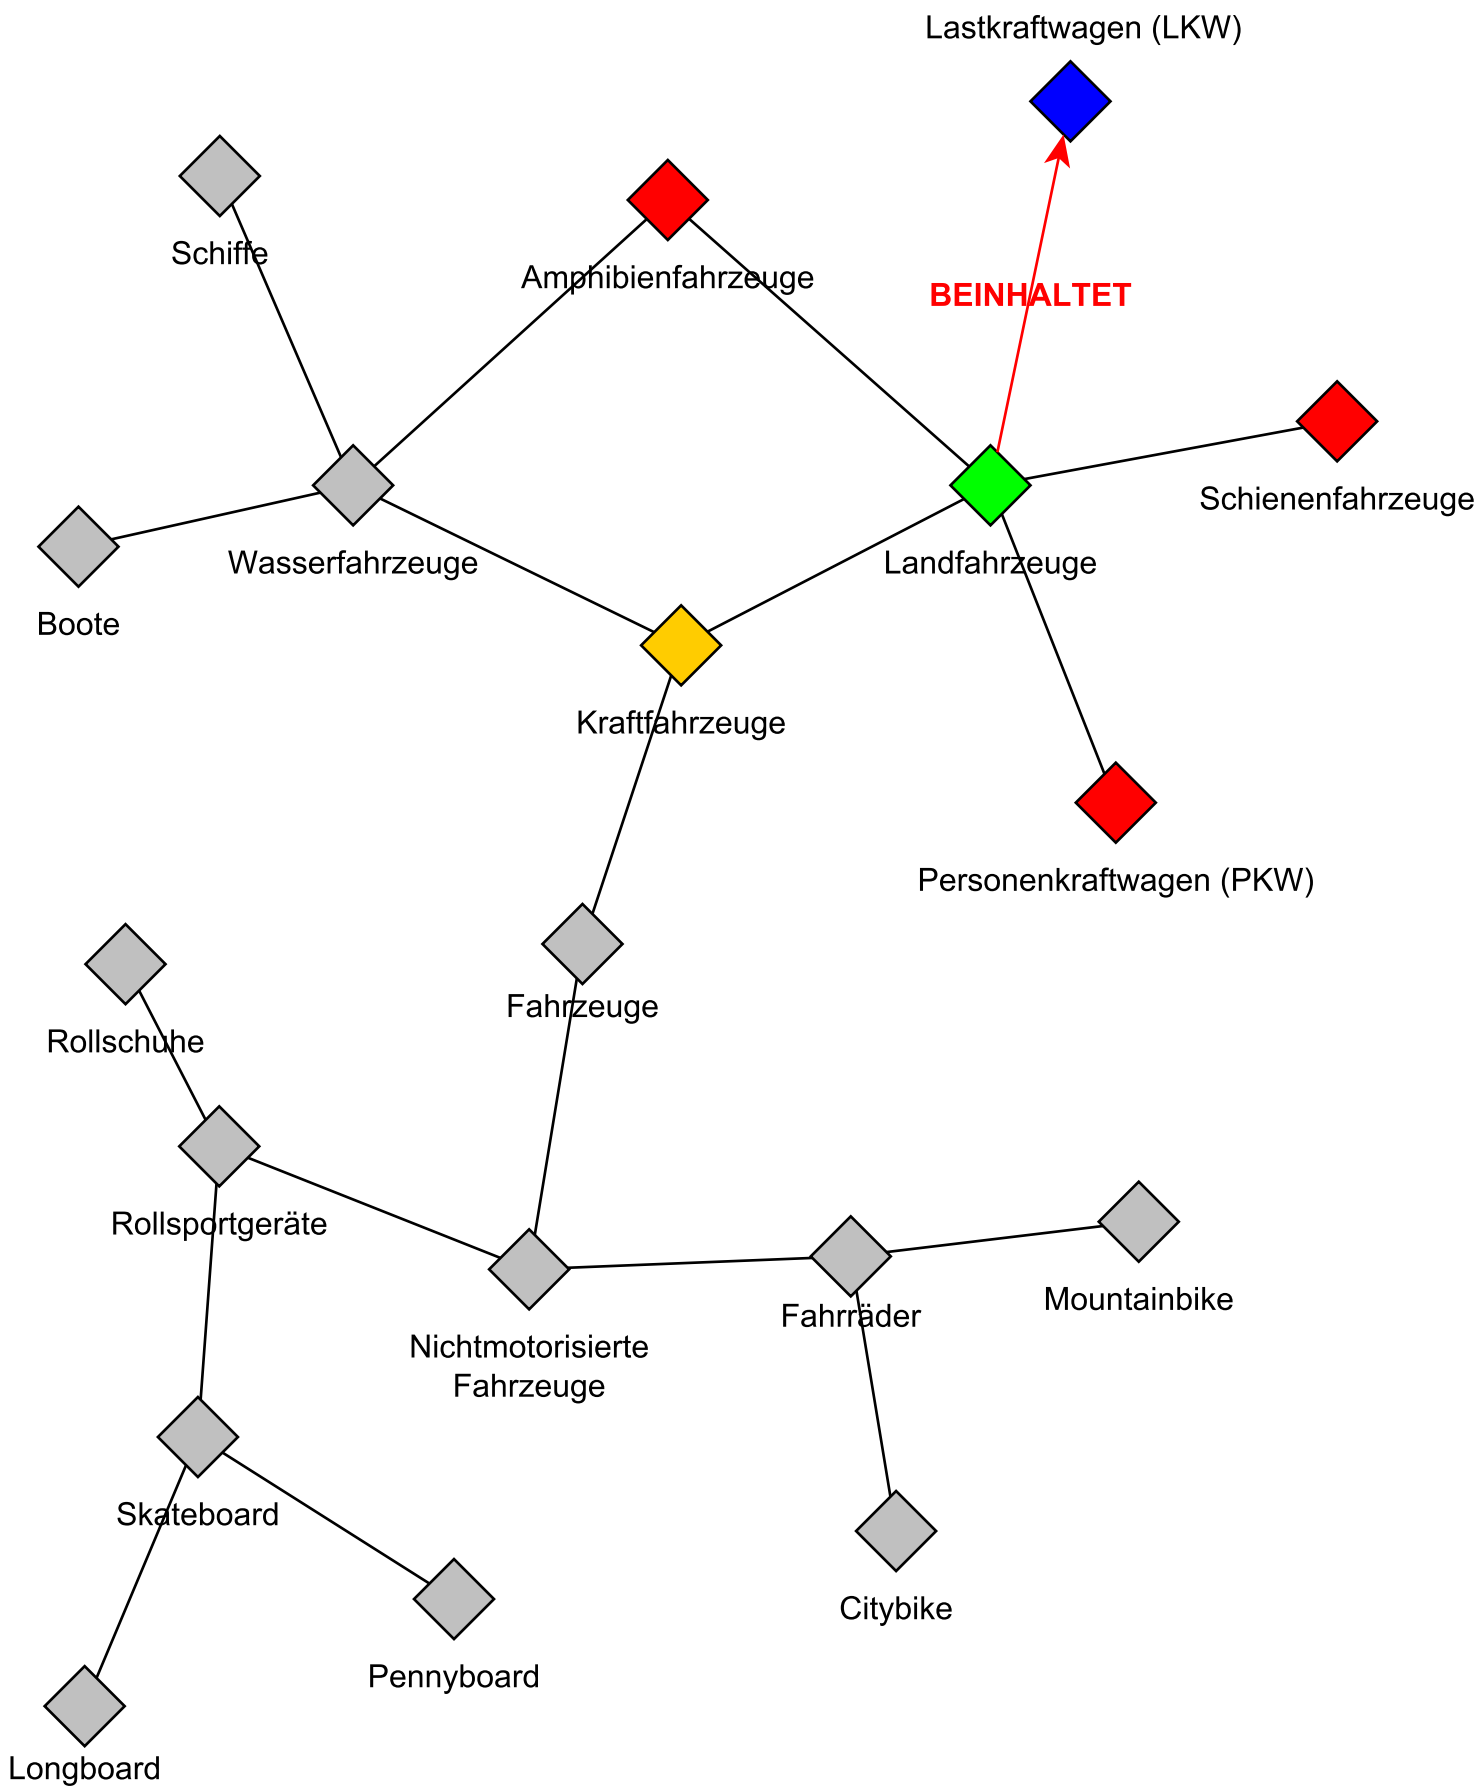 Lastkraftwagen (LKW)
Schiffe
Amphibienfahrzeuge
BEINHALTET
Schienenfahrzeuge
Wasserfahrzeuge
Landfahrzeuge
Boote
Kraftfahrzeuge
Personenkraftwagen (PKW)
Fahrzeuge
Rollschuhe
Rollsportgeräte
Mountainbike
Fahrräder
Nichtmotorisierte
Fahrzeuge
Skateboard
Citybike
Pennyboard
Longboard